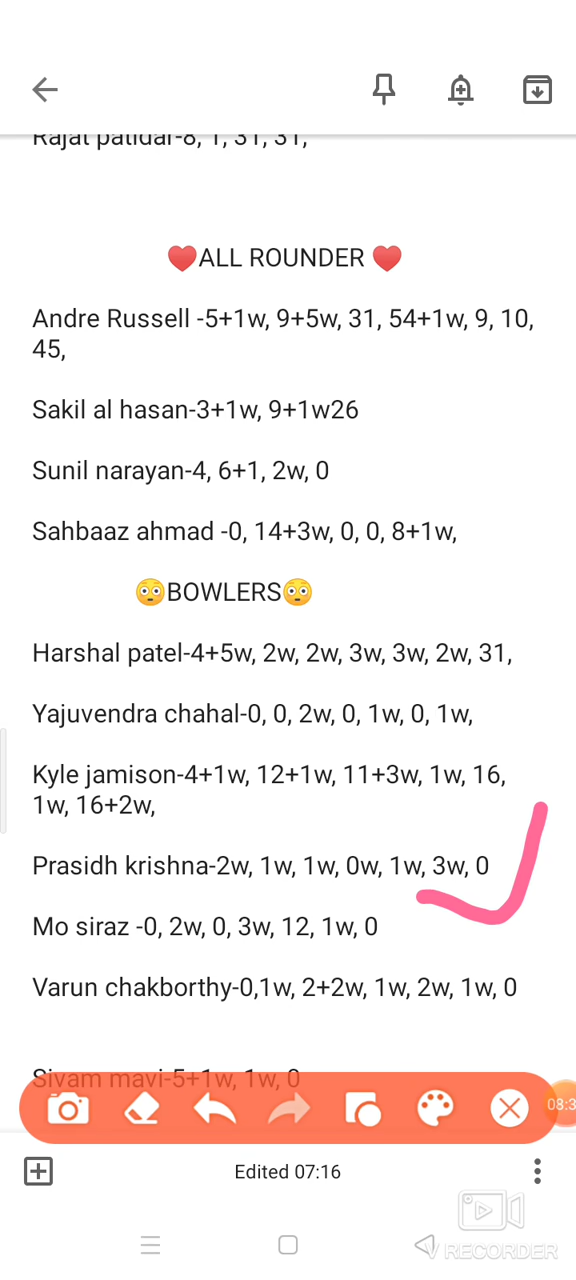 Rajat patidar-8, 1, 31, 31,
❤️ALL ROUNDER ❤️
Andre Russell -5+1w, 9+5w, 31, 54+1w, 9, 10,
45,
Sakil al hasan-3+1w, 9+1w26
Sunil narayan-4, 6+1, 2w, 0
Sahbaaz ahmad -0, 14+3w, 0, 0, 8+1w,
😳BOWLERS😳
Harshal patel-4+5w, 2w, 2w, 3w, 3w, 2w, 31,
Yajuvendra chahal-0, 0, 2w, 0, 1w, 0, 1w,
Kyle jamison-4+1w, 12+1w, 11+3w, 1w, 16,
1w, 16+2w,
Prasidh krishna-2w, 1w, 1w, 0w, 1w, 3w, 0
Mo siraz -0, 2w, 0, 3w, 12, 1w, 0
Varun chakborthy-0,1w, 2+2w, 1w, 2w, 1w, 0
Sivam mavi-5+1w, 1w, 0
08:3
Edited 07:16
V RECORDER